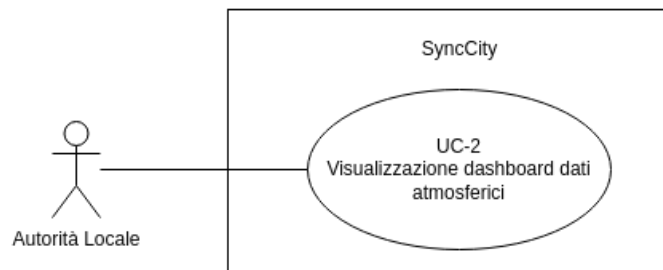 SyncCity
UC-2
Visualizzazione dashboard dati
atmosferici
Autorità Locale